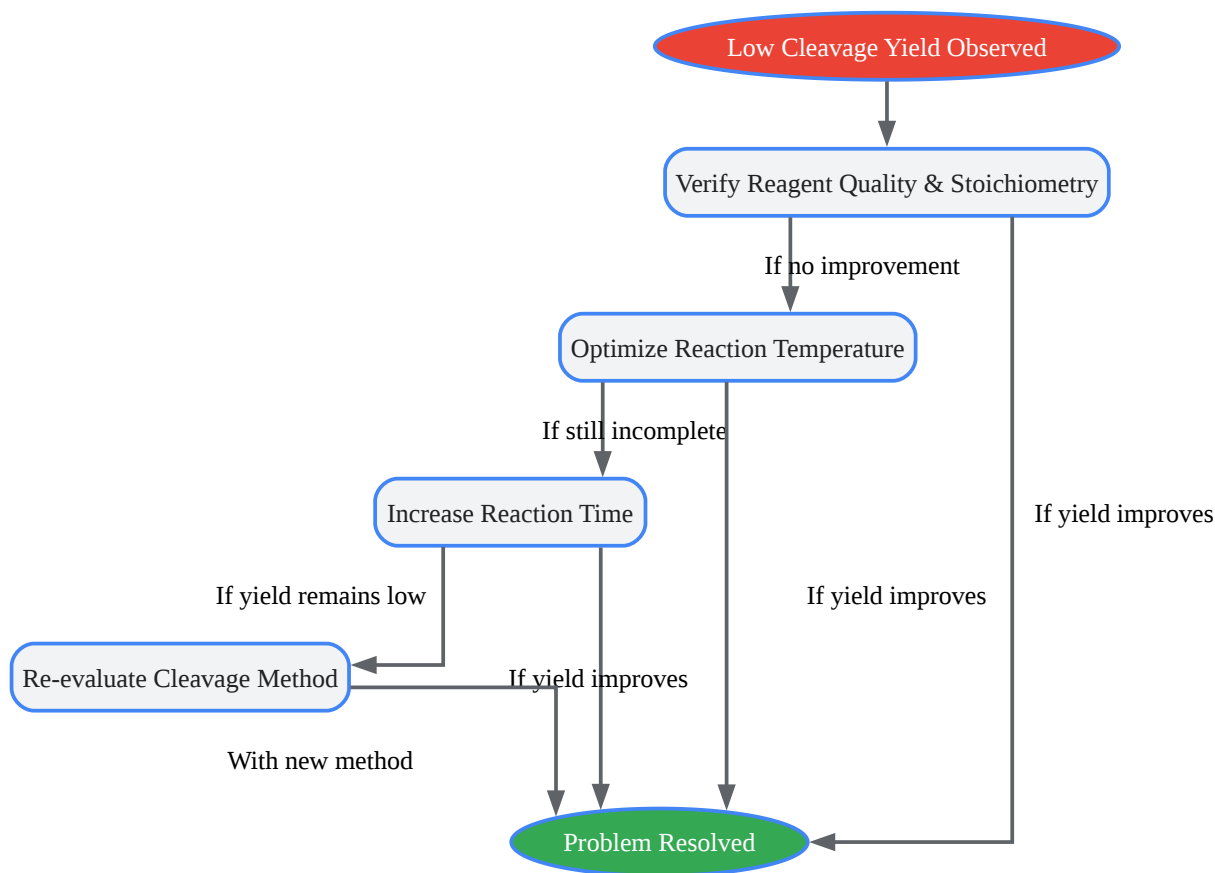 Low Cleavage Yield Observed
Verify Reagent Quality & Stoichiometry
If no improvement
Optimize Reaction Temperature
If still incomplete
Increase Reaction Time
If yield improves
If yield remains low
If yield improves
Re-evaluate Cleavage Method
If yield improves
With new method
Problem Resolved